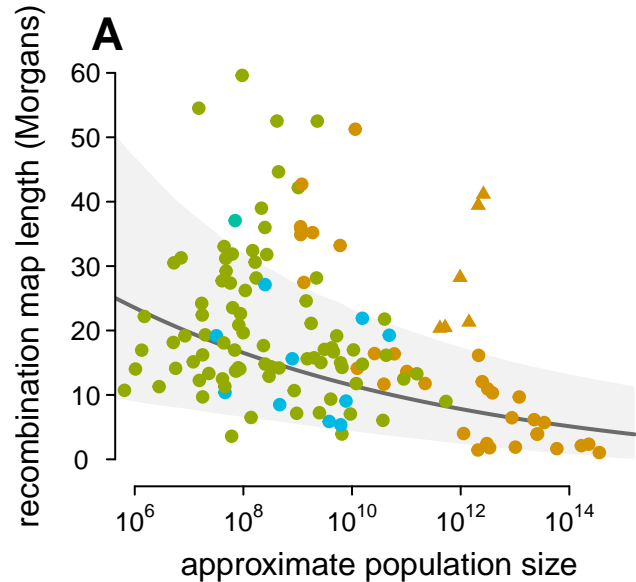 A
recombination map length (Morgans)
60
50
40
30
20
10
0
10^6 10^8 10^10 10^12 10^14
approximate population size